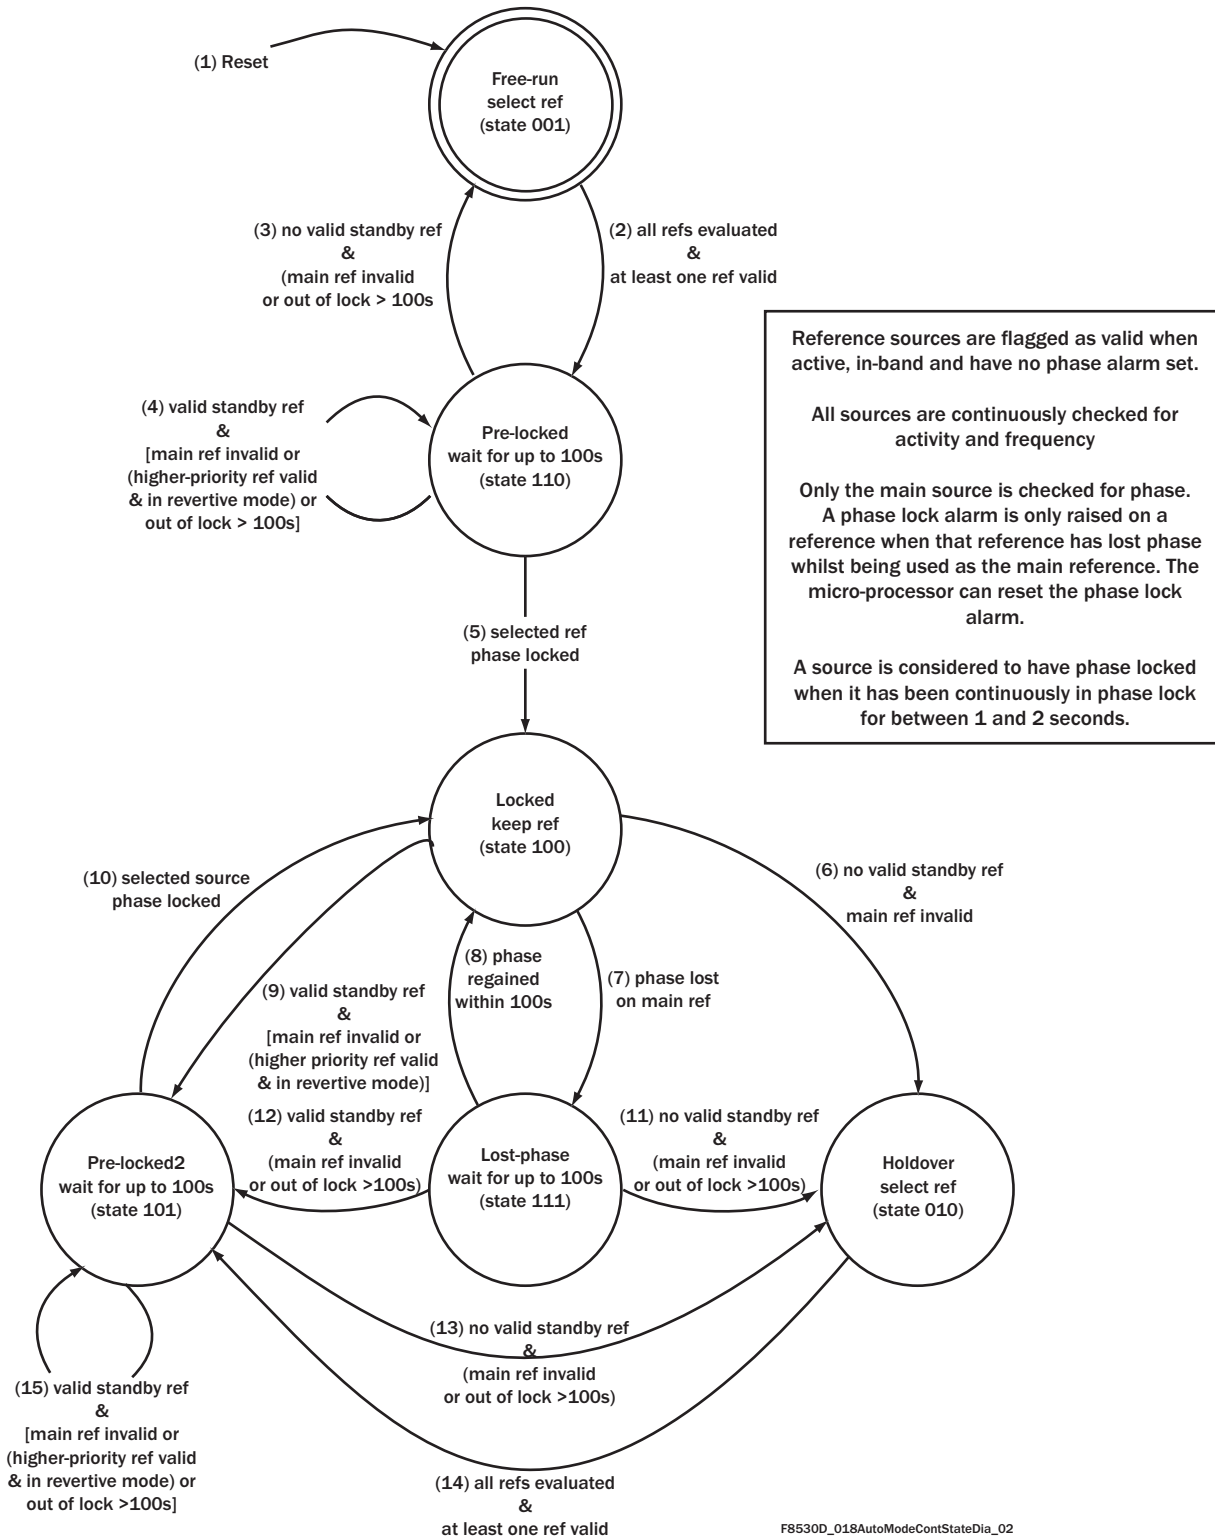 (1) Reset
Free-run
select ref
(state 001)
(3) no valid standby ref
&
(main ref invalid
or out of lock > 100s
(2) all refs evaluated
&
at least one ref valid
Reference sources are flagged as valid when
active, in-band and have no phase alarm set.
All sources are continuously checked for
activity and frequency
Only the main source is checked for phase.
A phase lock alarm is only raised on a
reference when that reference has lost phase
whilst being used as the main reference. The
micro-processor can reset the phase lock
alarm.
A source is considered to have phase locked
when it has been continuously in phase lock
for between 1 and 2 seconds.
(4) valid standby ref
&
[main ref invalid or
(higher-priority ref valid
& in revertive mode) or
out of lock > 100s]
Pre-locked
wait for up to 100s
(state 110)
(5) selected ref
phase locked
Locked
keep ref
(state 100)
(10) selected source
phase locked
(6) no valid standby ref
&
main ref invalid
(8) phase
regained
within 100s
(7) phase lost
on main ref
(9) valid standby ref
&
[main ref invalid or
(higher priority ref valid
& in revertive mode)]
(12) valid standby ref
&
(main ref invalid
or out of lock >100s)
(11) no valid standby ref
&
(main ref invalid
or out of lock >100s)
Pre-locked2
wait for up to 100s
(state 101)
Lost-phase
wait for up to 100s
(state 111)
Holdover
select ref
(state 010)
(13) no valid standby ref
&
(main ref invalid
or out of lock >100s)
(15) valid standby ref
&
[main ref invalid or
(higher-priority ref valid
& in revertive mode) or
out of lock >100s]
(14) all refs evaluated
&
at least one ref valid
F8530D_018AutoModeContStateDia_02